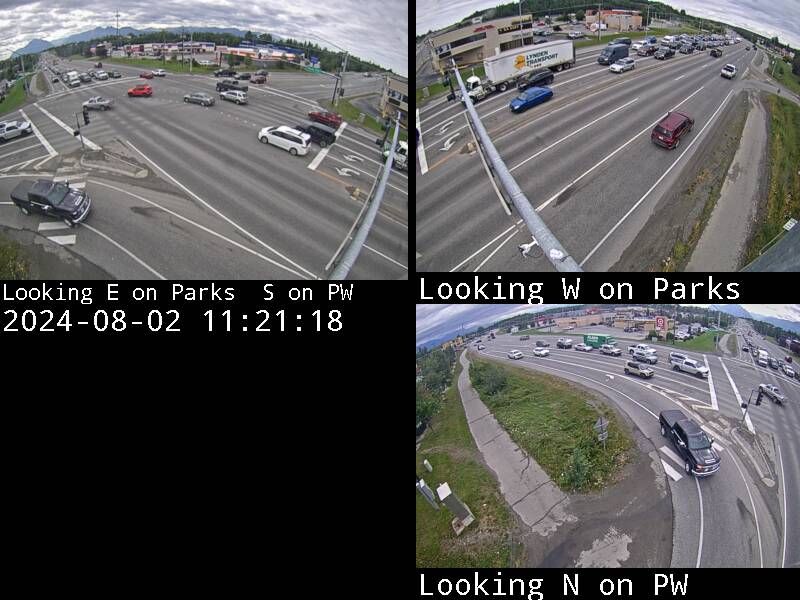 Looking E on Parks  S on PW
2024-08-02 11:21:18
LYNDEN
TRANSPORT
Looking W on Parks
Looking N on PW